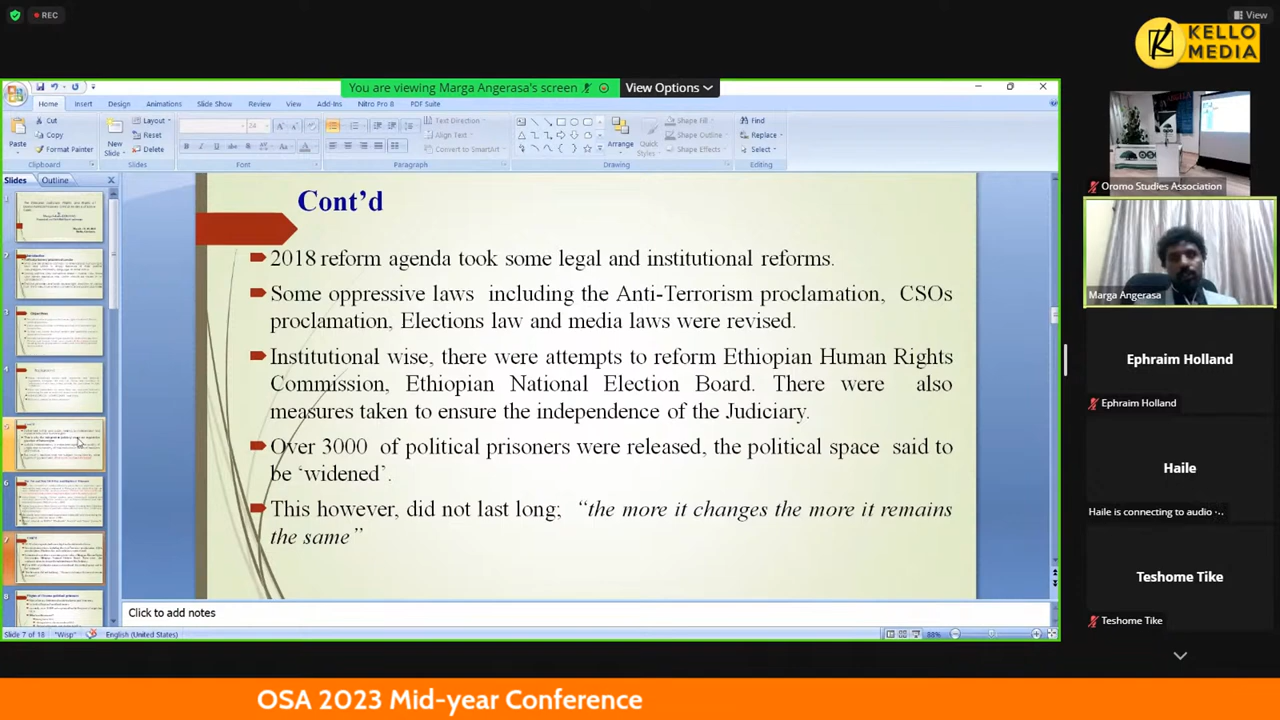 REC
View
KELLO
MEDIA
You are viewing Marga Angerasa's screen
View Options
Home Insert Design Animations Slide Show Review View Add-Ins Nitro Pro 8 PDF Suite
Cut
Copy
Format Painter
Paste
Clipboard
New
Slide
Layout
Reset
Delete
Slides
Font
Text Direction
Align Text
Convert to SmartArt
Paragraph
Arrange
Quick
Styles
Shape Fill
Shape Outline
Shape Effects
Drawing
Find
Replace
Select
Editing
Slides Outline
Cont’d
2018 reform agenda took some legal and institutional reforms.
Some oppressive laws including the Anti-Terrorism proclamation, CSOs
proclamation, Election law and media laws were revised.
Institutional wise, there were attempts to reform Ethiopian Human Rights
Commission, Ethiopian National Election Board. There were also
measures taken to ensure the independence of the Judiciary.
Over 3000 of political prisoners were released, the political space said to
be ‘widened’.
This however, did not last long; “the more it changes the more it remains
the same”
Click to add notes
Slide 7 of 18 "Wisp" English (United States)
88%
Oromo Studies Association
Marga Angerasa
Ephraim Holland
Ephraim Holland
Haile
Haile is connecting to audio
Teshome Tike
Teshome Tike
OSA 2023 Mid-year Conference